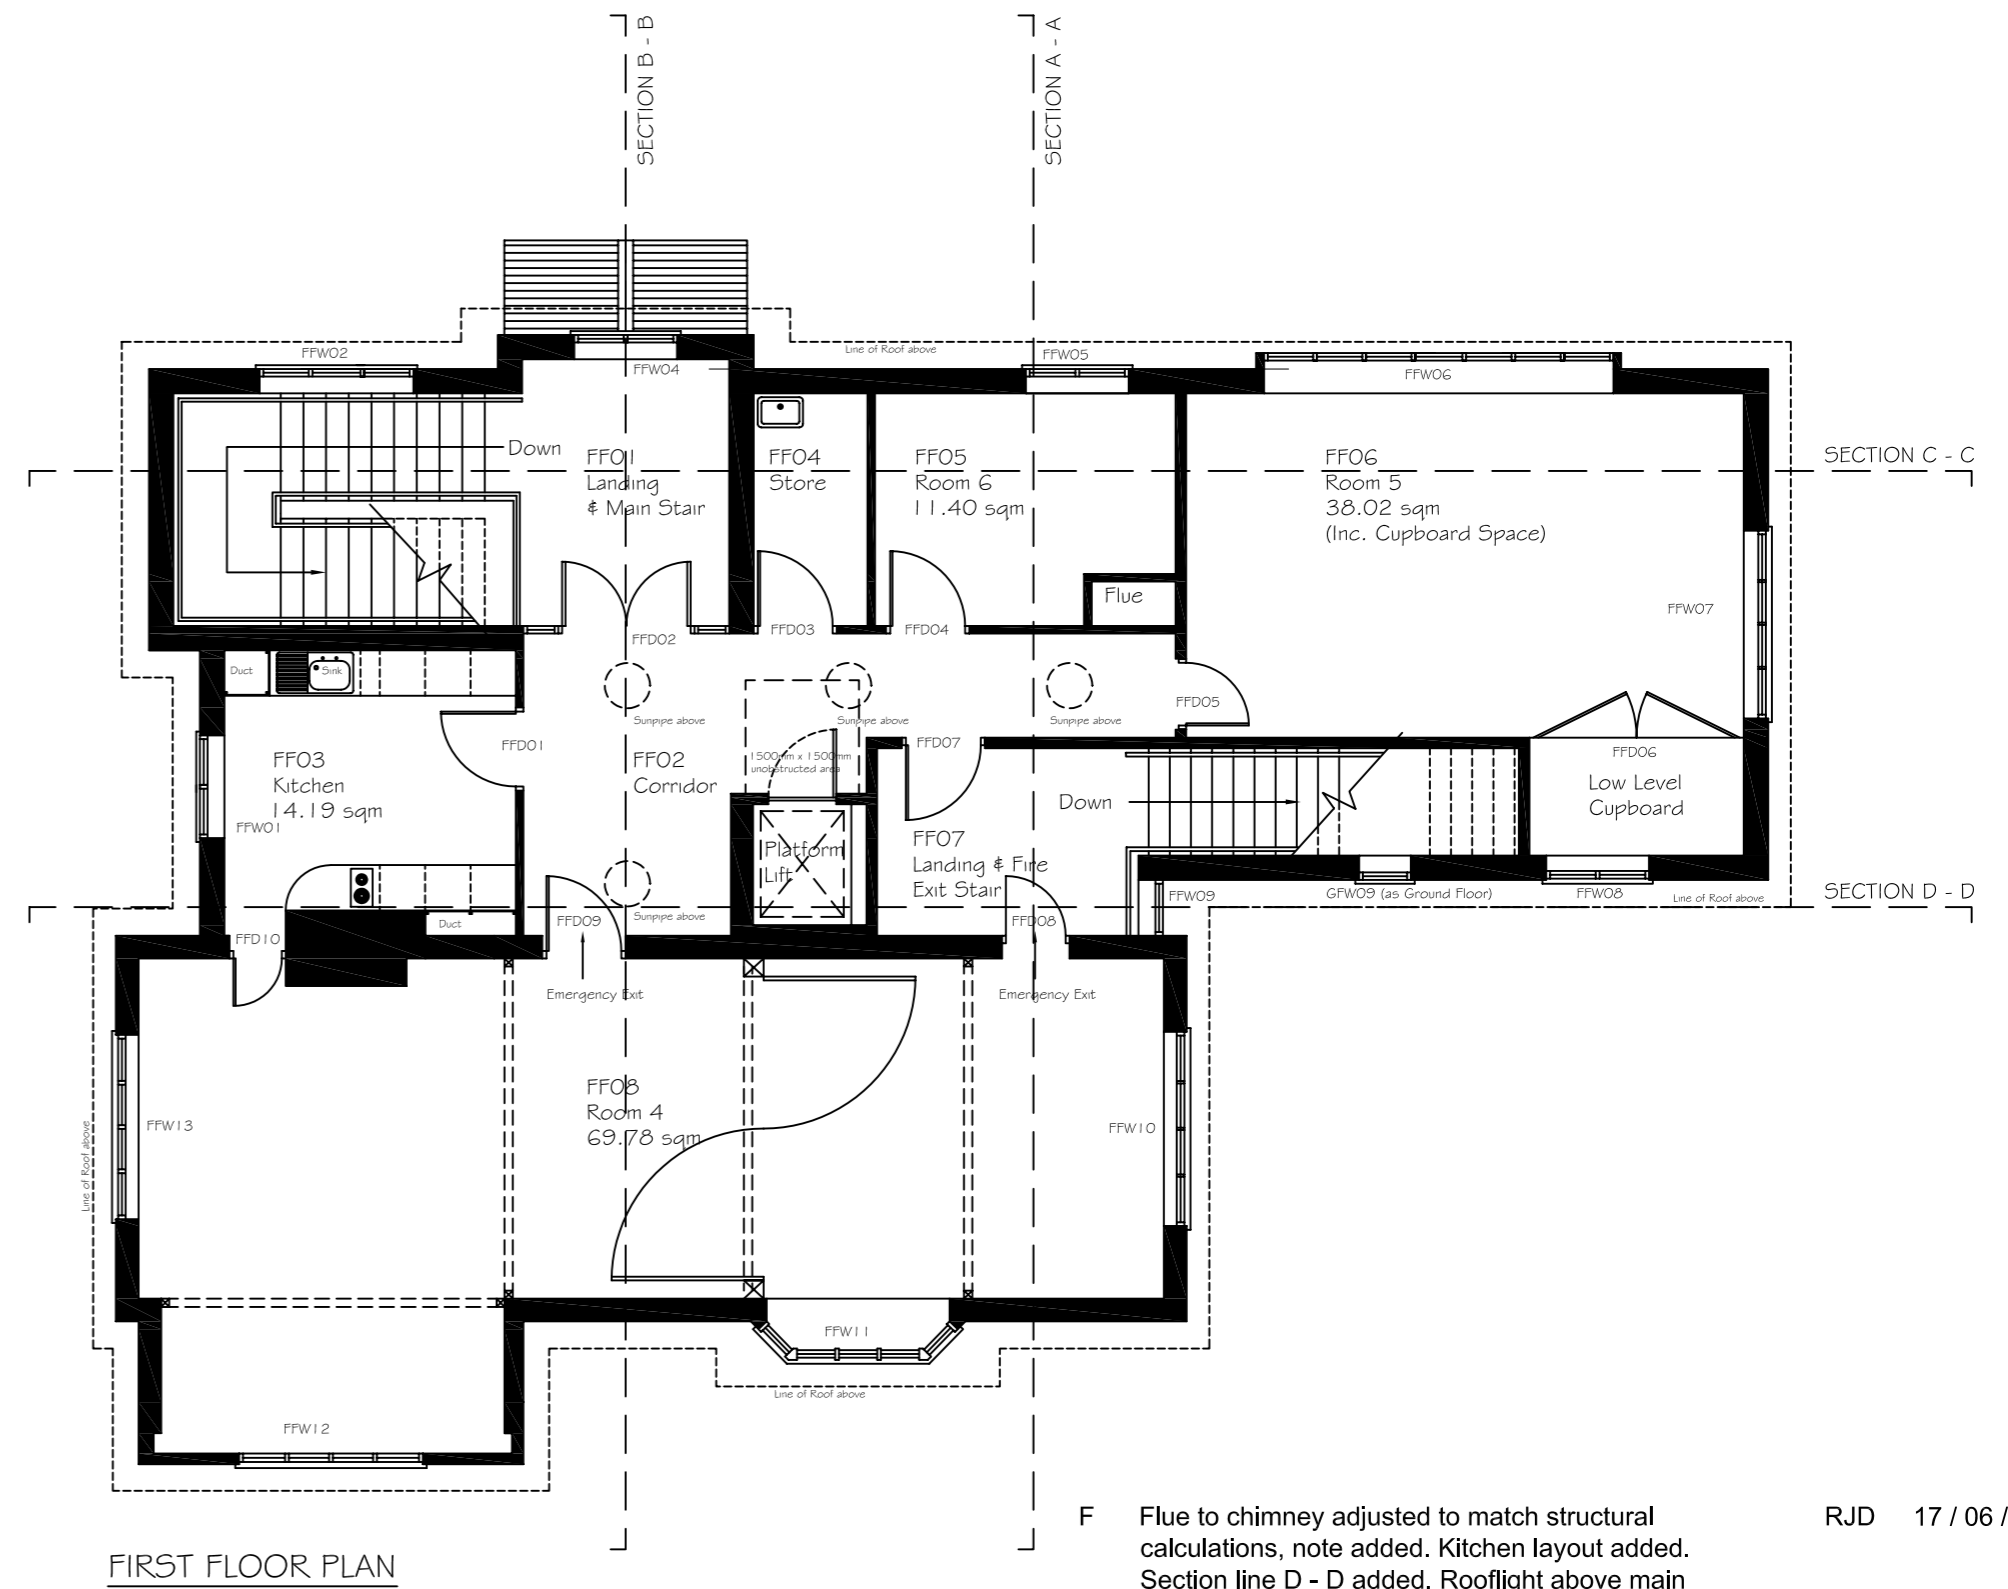 SECTION B - B
SECTION A - A
Line of Roof above
FFW02
FFW04
FFW05
FFW06
Down
FF01
Landing
& Main Stair
FF04
Store
FF05
Room 6
11.40 sqm
FF06
Room 5
38.02 sqm
(Inc. Cupboard Space)
SECTION C - C
Flue
FFW07
FFD02
FFD03
FFD04
Duct
Sink
FFD05
Sunpipe above
Sunpipe above
Sunpipe above
FFD01
FFD07
FFD06
FF03
Kitchen
14.19 sqm
FFW01
FF02
Corridor
1500mm x 1500mm
unobstructed area
Low Level
Cupboard
Down
Platform
Lift
FF07
Landing & Fire
Exit Stair
SECTION D - D
FFW09
GFW09 (as Ground Floor)
FFW08
Line of Roof above
Duct
FFD09
Sunpipe above
FFD08
FFD10
Emergency Exit
Emergency Exit
FF08
Room 4
69.78 sqm
FFW13
FFW10
Line of Roof above
FFW11
Line of Roof above
FFW12
F Flue to chimney adjusted to match structural RJD 17 / 06 /
calculations, note added. Kitchen layout added.
Section line D - D added. Rooflight above main
FIRST FLOOR PLAN